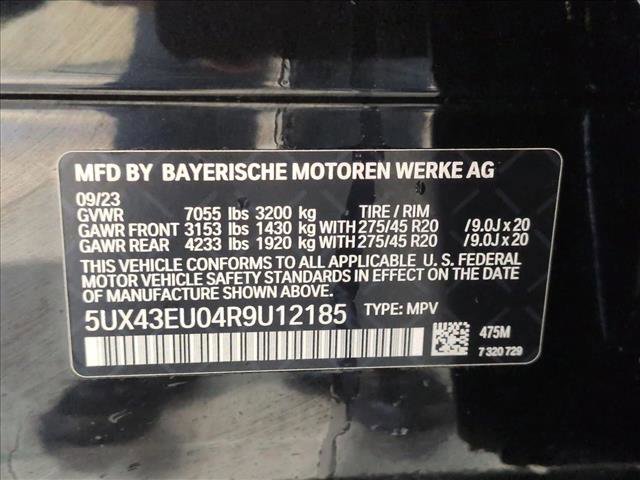 MFD BY BAYERISCHE MOTOREN WERKE AG
09/23
GVWR 7055 lbs 3200 kg TIRE / RIM
GAWR FRONT 3153 lbs 1430 kg WITH 275/45 R20 /9.0J x 20
GAWR REAR 4233 lbs 1920 kg WITH 275/45 R20 /9.0J x 20
THIS VEHICLE CONFORMS TO ALL APPLICABLE U. S. FEDERAL
MOTOR VEHICLE SAFETY STANDARDS IN EFFECT ON THE DATE
OF MANUFACTURE SHOWN ABOVE.
5UX43EU04R9U12185 TYPE: MPV
475M
7 320 729